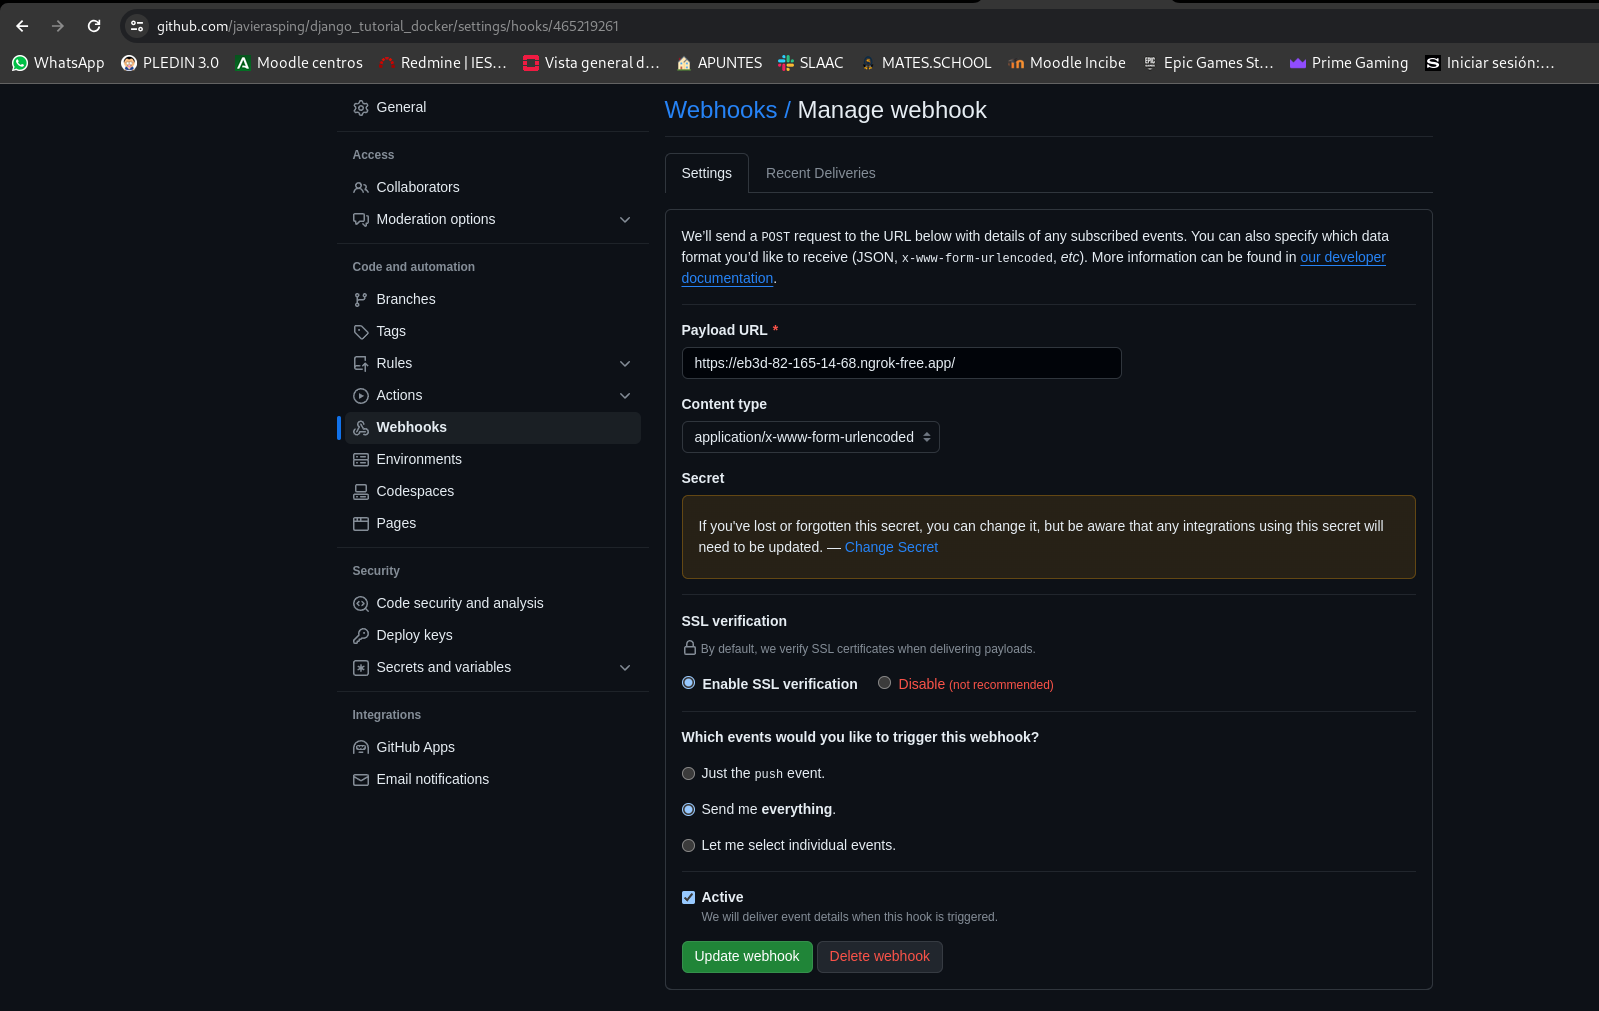 github.com/javierasping/django_tutorial_docker/settings/hooks/465219261
WhatsApp PLEDIN 3.0 Moodle centros Redmine | IES... Vista general d... APUNTES SLAAC MATES.SCHOOL Moodle Incibe Epic Games St... Prime Gaming Iniciar sesión:...
General
Access
Collaborators
Moderation options
Code and automation
Branches
Tags
Rules
Actions
Webhooks
Environments
Codespaces
Pages
Security
Code security and analysis
Deploy keys
Secrets and variables
Integrations
GitHub Apps
Email notifications
Webhooks / Manage webhook
Settings Recent Deliveries
We'll send a POST request to the URL below with details of any subscribed events. You can also specify which data
format you'd like to receive (JSON, x-www-form-urlencoded, etc). More information can be found in our developer
documentation.
Payload URL *
https://eb3d-82-165-14-68.ngrok-free.app/
Content type
application/x-www-form-urlencoded
Secret
If you've lost or forgotten this secret, you can change it, but be aware that any integrations using this secret will
need to be updated. — Change Secret
SSL verification
By default, we verify SSL certificates when delivering payloads.
Enable SSL verification Disable (not recommended)
Which events would you like to trigger this webhook?
Just the push event.
Send me everything.
Let me select individual events.
Active
We will deliver event details when this hook is triggered.
Update webhook Delete webhook